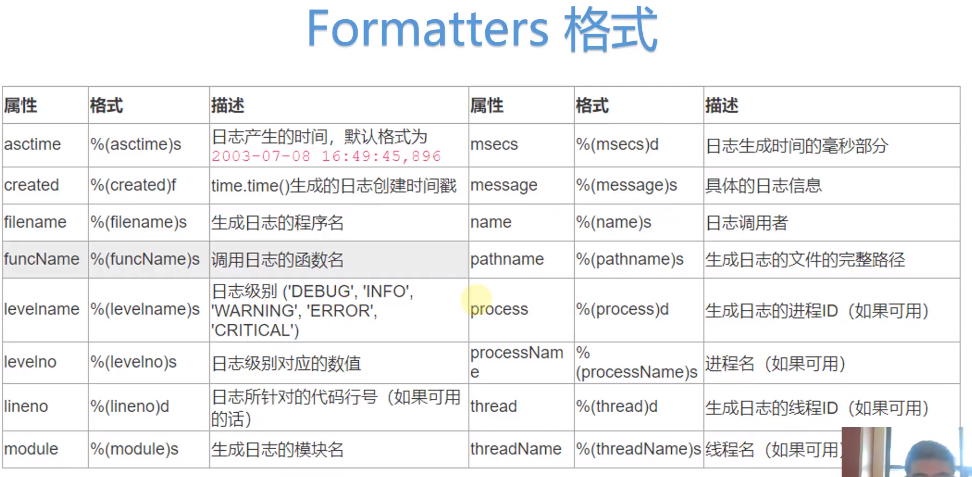 Formatters 格式
属性 格式 描述 属性 格式 描述
asctime %(asctime)s 日志产生的时间，默认格式为 msecs %(msecs)d 日志生成时间的毫秒部分
2003-07-08 16:49:45,896
created %(created)f time.time()生成的日志创建时间戳 message %(message)s 具体的日志信息
filename %(filename)s 生成日志的程序名 name %(name)s 日志调用者
funcName %(funcName)s 调用日志的函数名 pathname %(pathname)s 生成日志的文件的完整路径
levelname %(levelname)s 日志级别 ('DEBUG', 'INFO', process %(process)d 生成日志的进程ID（如果可用）
'WARNING', 'ERROR',
'CRITICAL')
levelno %(levelno)s 日志级别对应的数值 processNam % 进程名（如果可用）
e (processName)s
lineno %(lineno)d 日志所针对的代码行号（如果可用 thread %(thread)d 生成日志的线程ID（如果可用）
的话）
module %(module)s 生成日志的模块名 threadName %(threadName)s 线程名（如果可用）